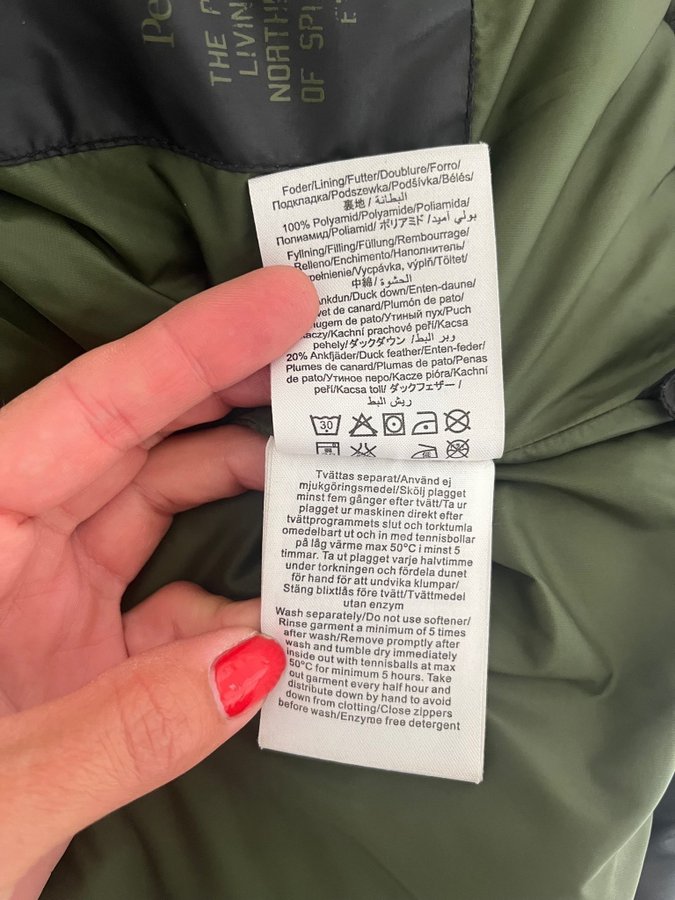 Pe
THE
LIVIN
NORTH
OF SPI
Foder/Lining/Futter/Doublure/Forro/
Подкладка/Podszewka/Podšívka/Bélés/
裏地 / البطانة
100% Polyamid/Polyamide/Poliamida/
Полиамид/Poliamid/ ポリアミド /بولي أميد
Fyllning/Filling/Füllung/Rembourrage/
Relleno/Enchimento/Наполнитель/
pełnienie/Vycpávka, výplň/Töltet/
中綿 / الحشوة
nkdun/Duck down/Enten-daune/
vet de canard/Plumón de pato/
ugem de pato/Утиный пух/Puch
aczy/Kachní prachové peří/Kacsa
pehely/ダックダウン / وبر البط
20% Ankfjäder/Duck feather/Enten-feder/
Plumes de canard/Plumas de pato/Penas
de pato/Утиное перо/Kacze pióra/Kachní
peří/Kacsa toll/ ダックフェザー /
ريش البط
30
Tvättas separat/Använd ej
mjukgöringsmedel/Skölj plagget
minst fem gånger efter tvätt/Ta ur
plagget ur maskinen direkt efter
tvättprogrammets slut och torktumla
omedelbart ut och in med tennisbollar
på låg värme max 50°C i minst 5
timmar. Ta ut plagget varje halvtimme
under torkningen och fördela dunet
för hand för att undvika klumpar/
Stäng blixtlås före tvätt/Tvättmedel
utan enzym
Wash separately/Do not use softener/
Rinse garment a minimum of 5 times
after wash/Remove promptly after
wash and tumble dry immediately
inside out with tennisballs at max
50°C for minimum 5 hours. Take
out garment every half hour and
distribute down by hand to avoid
down from clotting/Close zippers
before wash/Enzyme free detergent